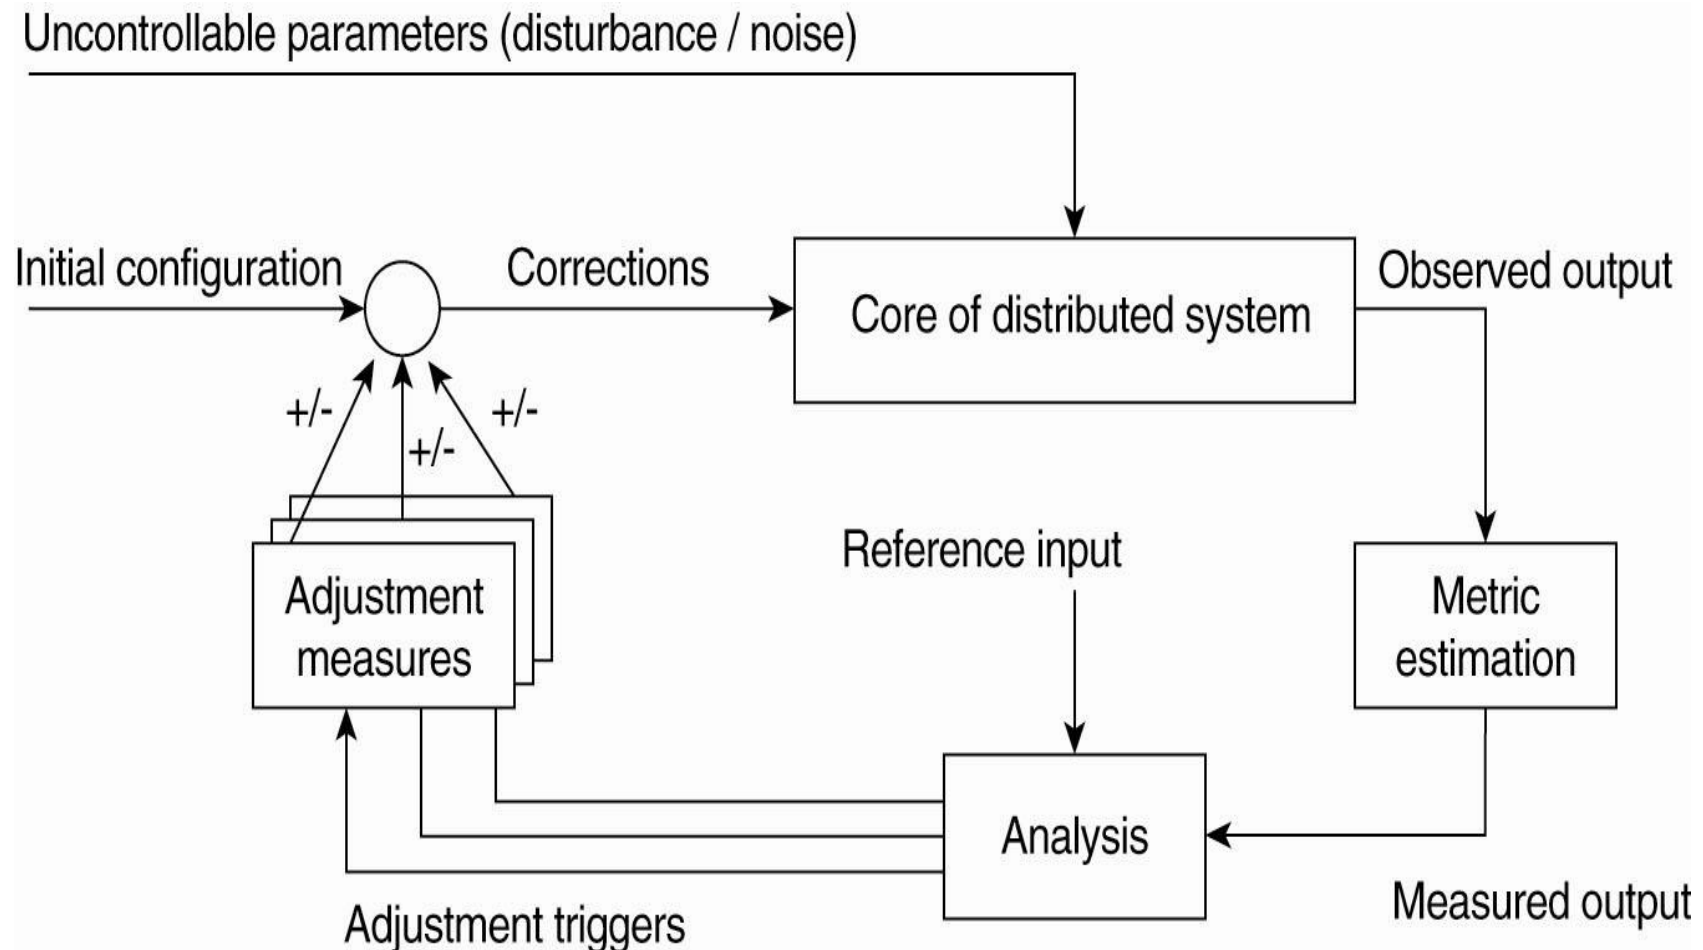 Uncontrollable parameters (disturbance / noise)
Initial configuration
Corrections
Core of distributed system
Observed output
+/-
+/-
+/-
Reference input
Adjustment
measures
Metric
estimation
Analysis
Measured output
Adjustment triggers